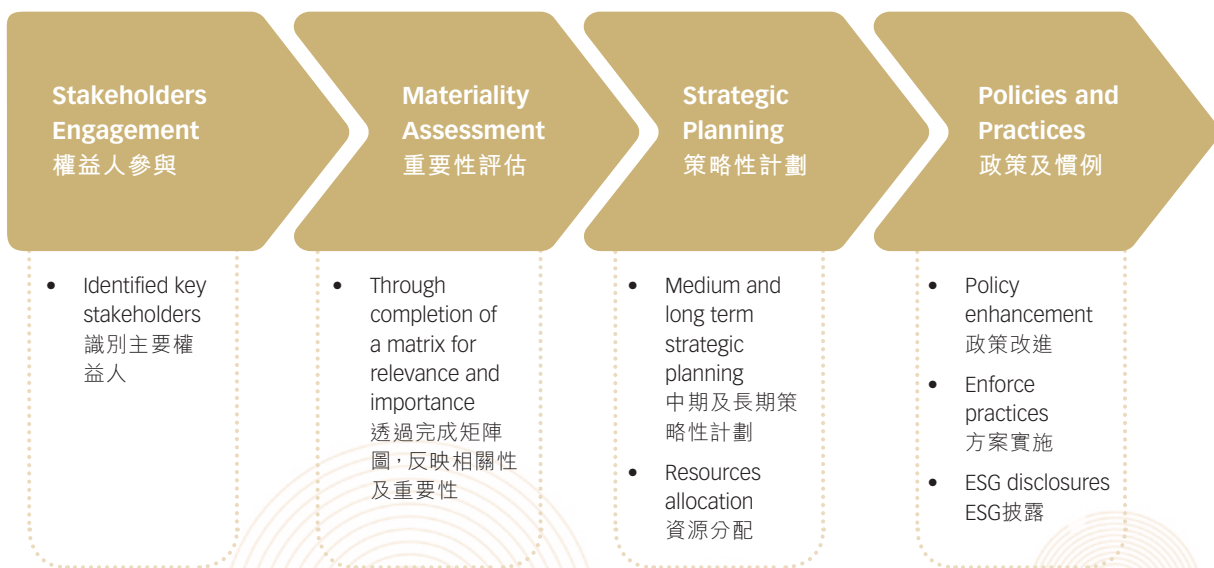 Stakeholders
Engagement
權益人參與
Materiality
Assessment
重要性評估
Strategic
Planning
策略性計劃
Policies and
Practices
政策及慣例
• Identified key
stakeholders
識別主要權
益人
• Through
completion of
a matrix for
relevance and
importance
透過完成矩陣
圖，反映相關性
及重要性
• Medium and
long term
strategic
planning
中期及長期策
略性計劃
• Resources
allocation
資源分配
• Policy
enhancement
政策改進
• Enforce
practices
方案實施
• ESG disclosures
ESG披露